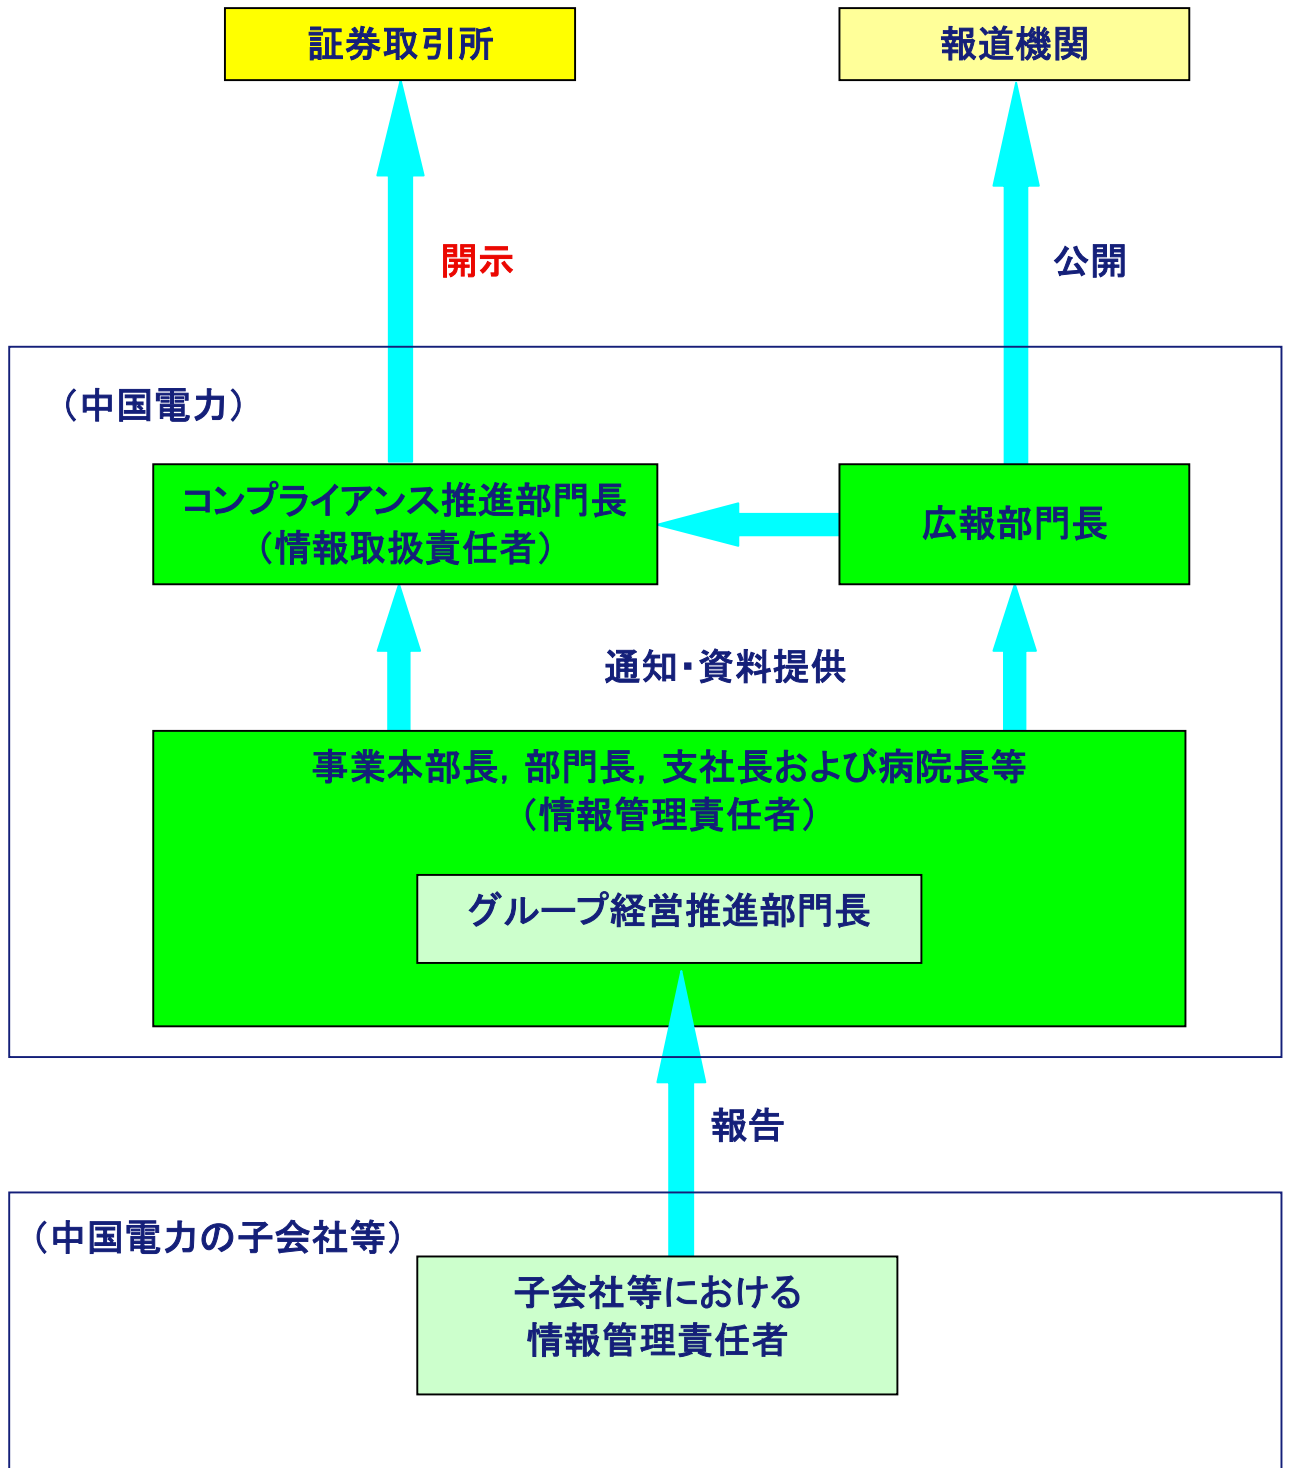 証券取引所
報道機関
開示
公開
（中国電力）
コンプライアンス推進部門長
（情報取扱責任者）
広報部門長
通知・資料提供
事業本部長，部門長，支社長および病院長等
（情報管理責任者）
グループ経営推進部門長
報告
（中国電力の子会社等）
子会社等における
情報管理責任者